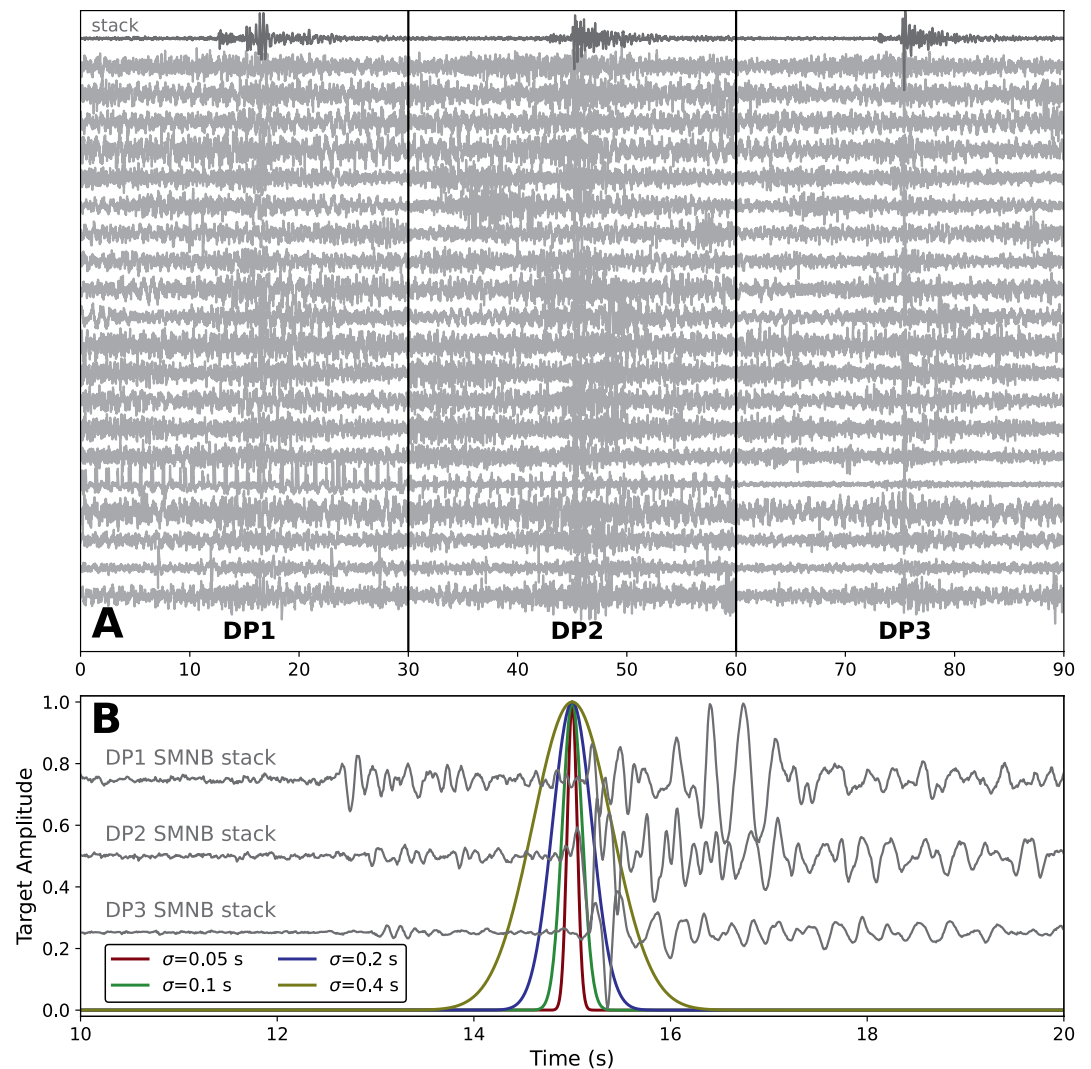 stack
A
DP1 DP2 DP3
0 10 20 30 40 50 60 70 80 90
B
1.0
DP1 SMNB stack
0.8
DP2 SMNB stack
0.6
0.4
DP3 SMNB stack
0.2
σ=0.05 s σ=0.2 s
σ=0.1 s σ=0.4 s
0.0
Target Amplitude
10 12 14 16 18 20
Time (s)